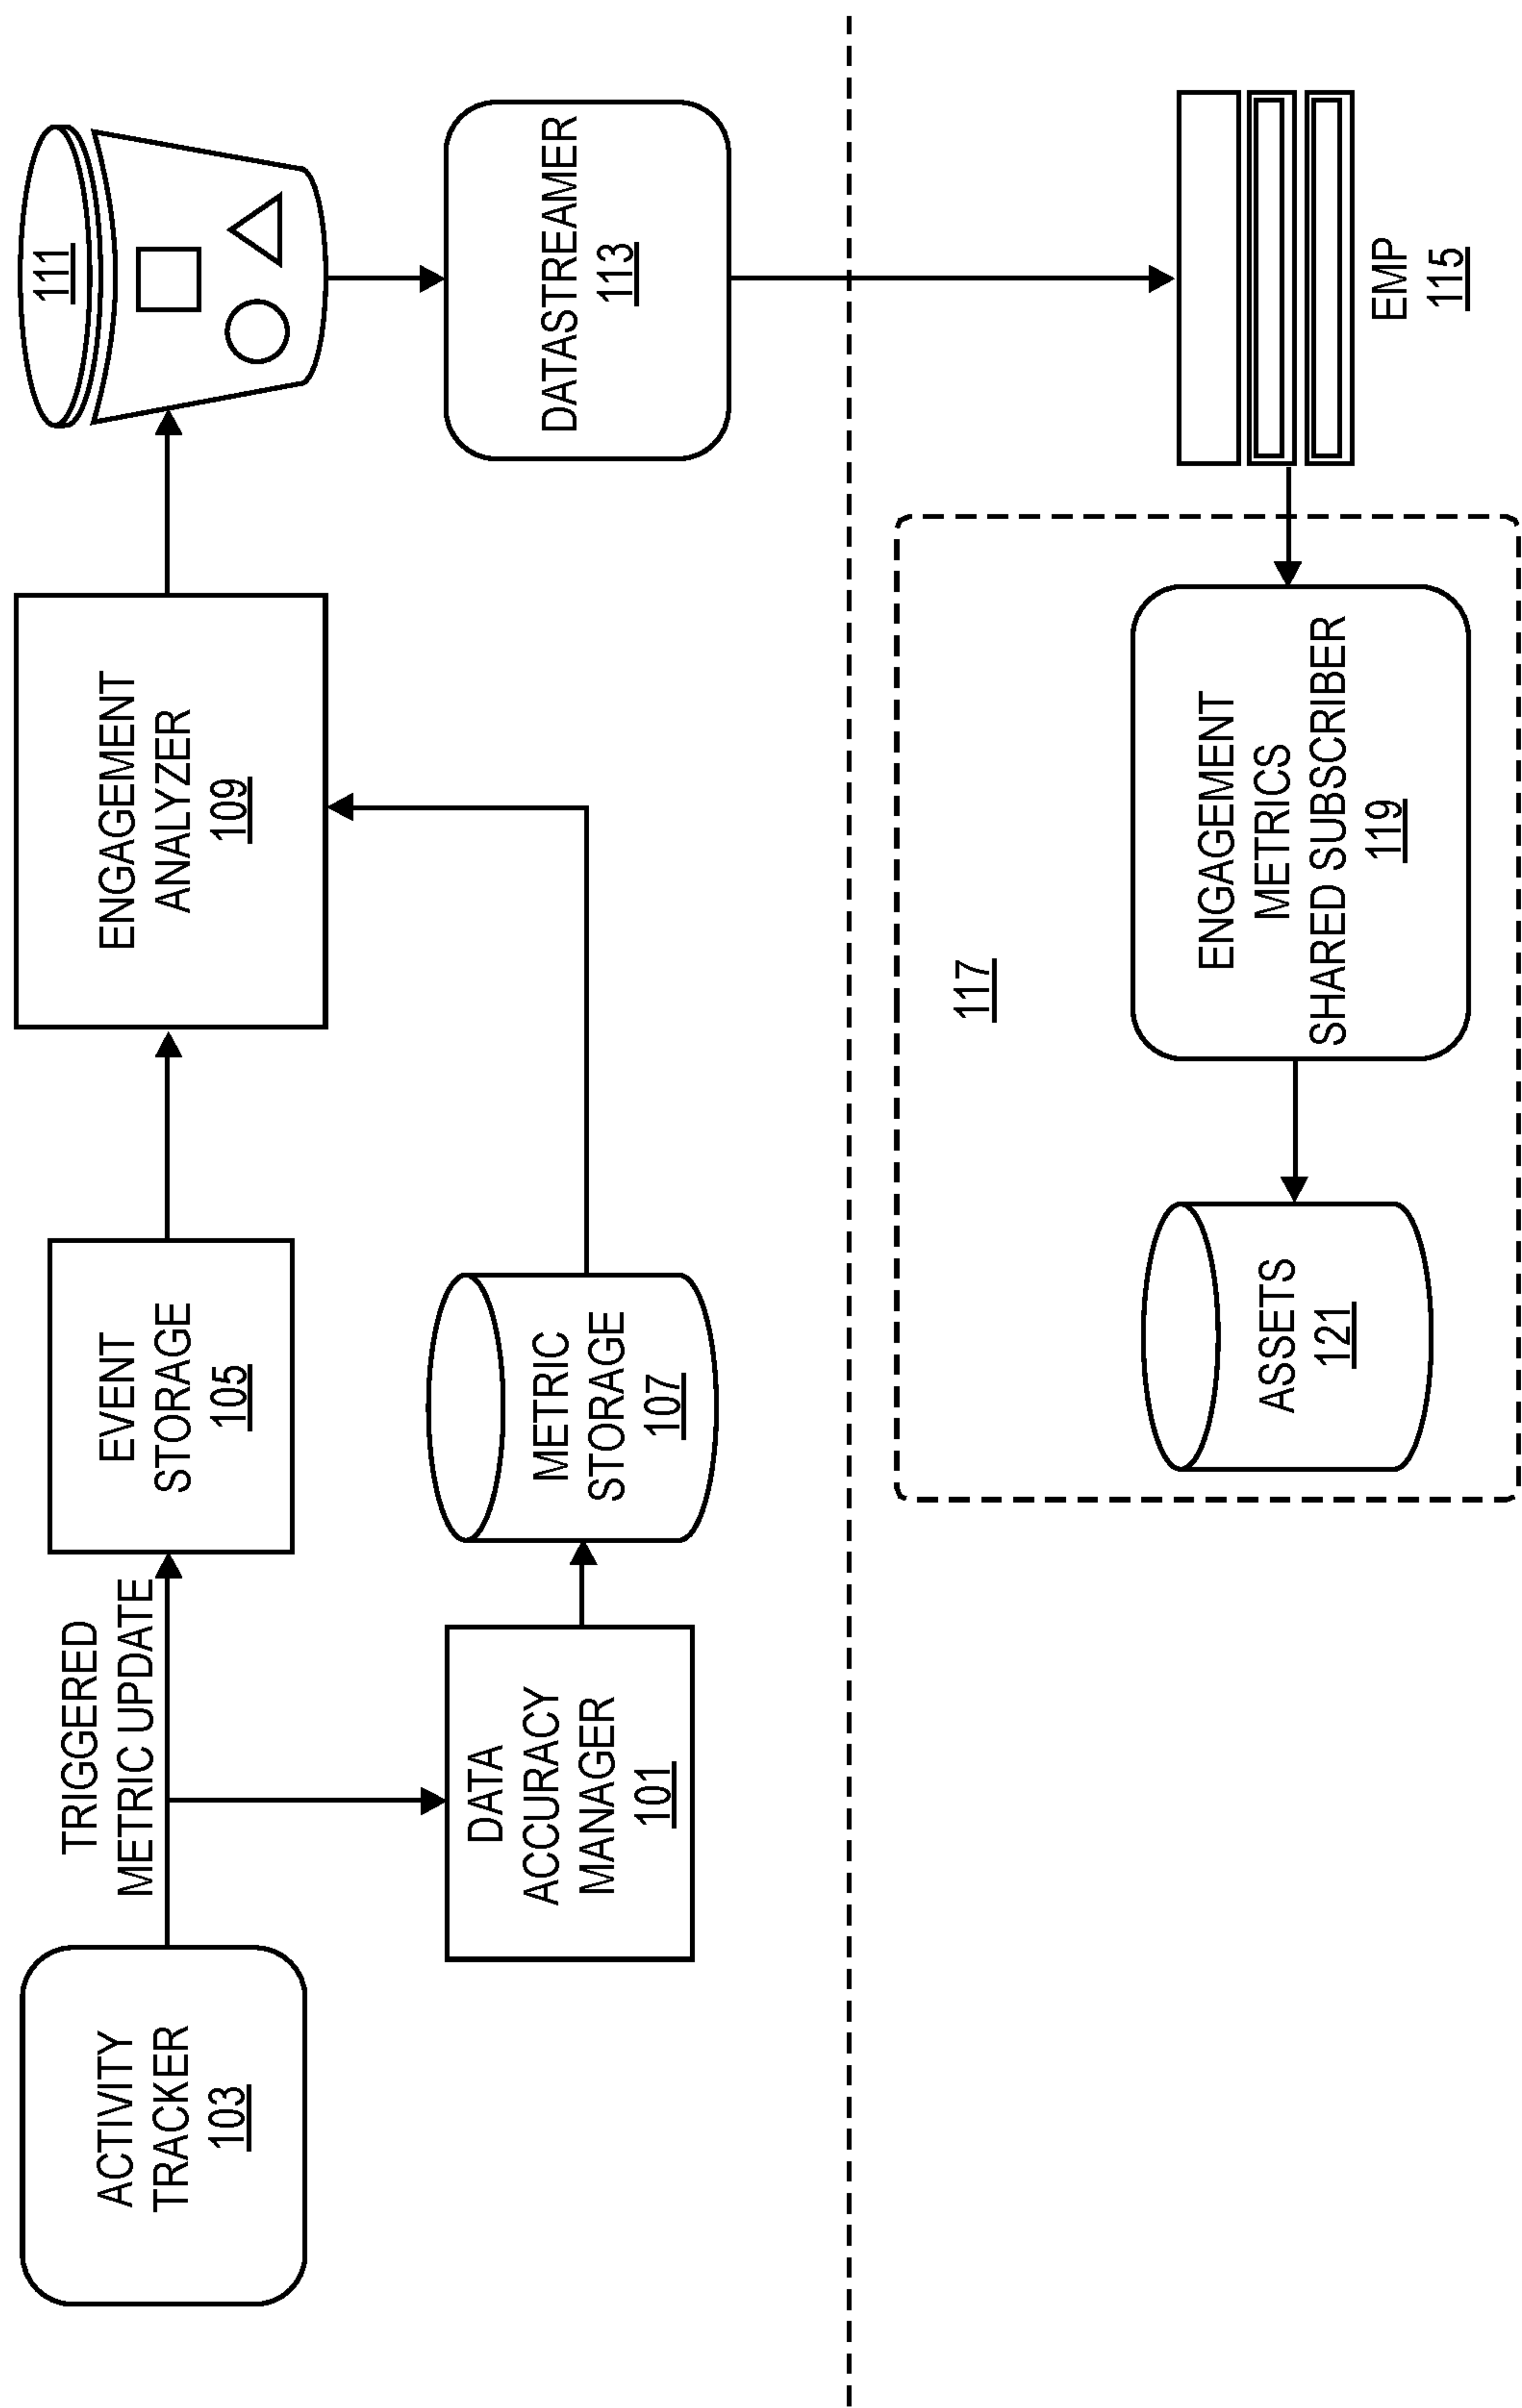 ACTIVITY
TRACKER
103
TRIGGERED
METRIC UPDATE
EVENT
STORAGE
105
ENGAGEMENT
ANALYZER
109
111
DATA
ACCURACY
MANAGER
101
METRIC
STORAGE
107
DATASTREAMER
113
117
ASSETS
121
ENGAGEMENT
METRICS
SHARED SUBSCRIBER
119
EMP
115